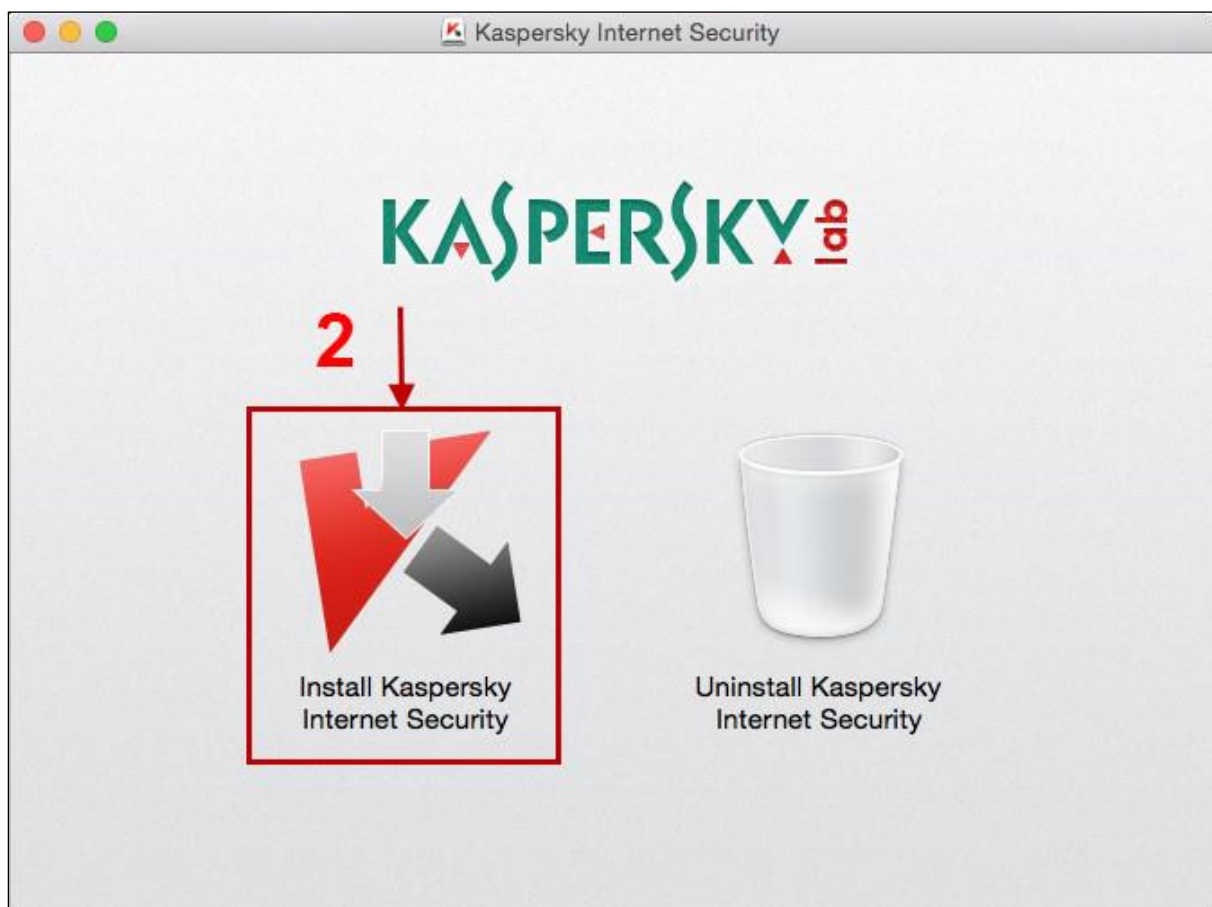 Kaspersky Internet Security
KASPERSKY lab
2
Install Kaspersky
Internet Security
Uninstall Kaspersky
Internet Security